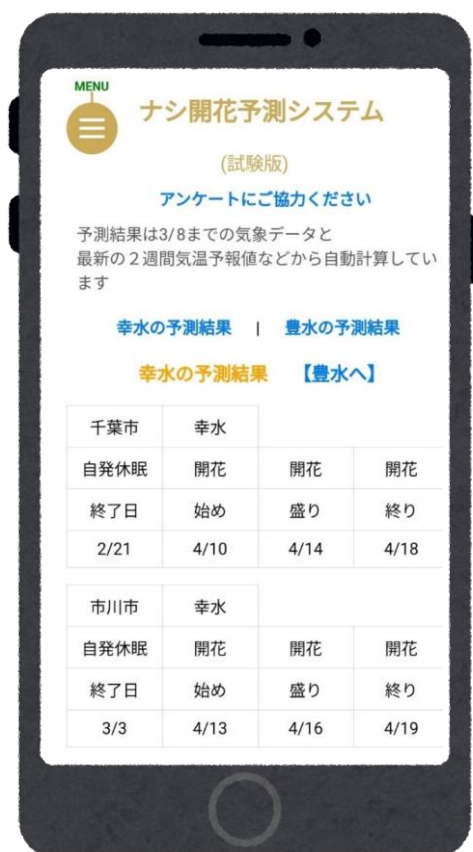 MENU
ナシ開花予測システム
(試験版)
アンケートにご協力ください
予測結果は3/8までの気象データと
最新の２週間気温予報値などから自動計算してい
ます
幸水の予測結果 | 豊水の予測結果
幸水の予測結果 【豊水へ】
千葉市 幸水
自発休眠 開花 開花 開花
終了日 始め 盛り 終り
2/21 4/10 4/14 4/18
市川市 幸水
自発休眠 開花 開花 開花
終了日 始め 盛り 終り
3/3 4/13 4/16 4/19